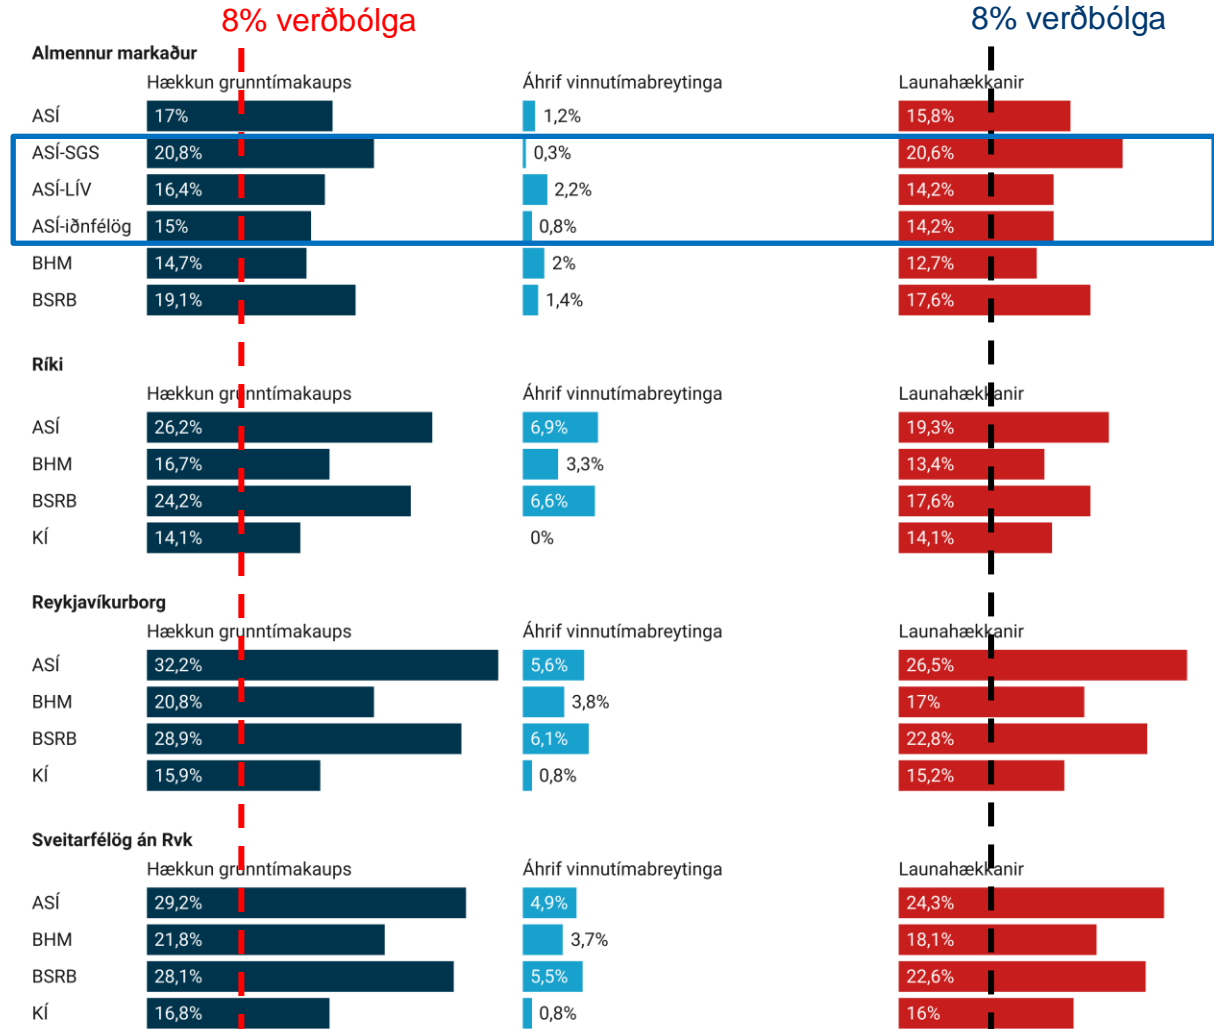 8% verðbólga 8% verðbólga
Almennur markaður
Hækkun grunntímakaups Áhrif vinnutímabreytinga Launahækkanir
ASÍ 17% 1,2% 15,8%
ASÍ-SGS 20,8% 0,3% 20,6%
ASÍ-LÍV 16,4% 2,2% 14,2%
ASÍ-iðnfélög 15% 0,8% 14,2%
BHM 14,7% 2% 12,7%
BSRB 19,1% 1,4% 17,6%
Ríki
Hækkun grunntímakaups Áhrif vinnutímabreytinga Launahækkanir
ASÍ 26,2% 6,9% 19,3%
BHM 16,7% 3,3% 13,4%
BSRB 24,2% 6,6% 17,6%
KÍ 14,1% 0% 14,1%
Reykjavíkurborg
Hækkun grunntímakaups Áhrif vinnutímabreytinga Launahækkanir
ASÍ 32,2% 5,6% 26,5%
BHM 20,8% 3,8% 17%
BSRB 28,9% 6,1% 22,8%
KÍ 15,9% 0,8% 15,2%
Sveitarfélög án Rvk
Hækkun grunntímakaups Áhrif vinnutímabreytinga Launahækkanir
ASÍ 29,2% 4,9% 24,3%
BHM 21,8% 3,7% 18,1%
BSRB 28,1% 5,5% 22,6%
KÍ 16,8% 0,8% 16%